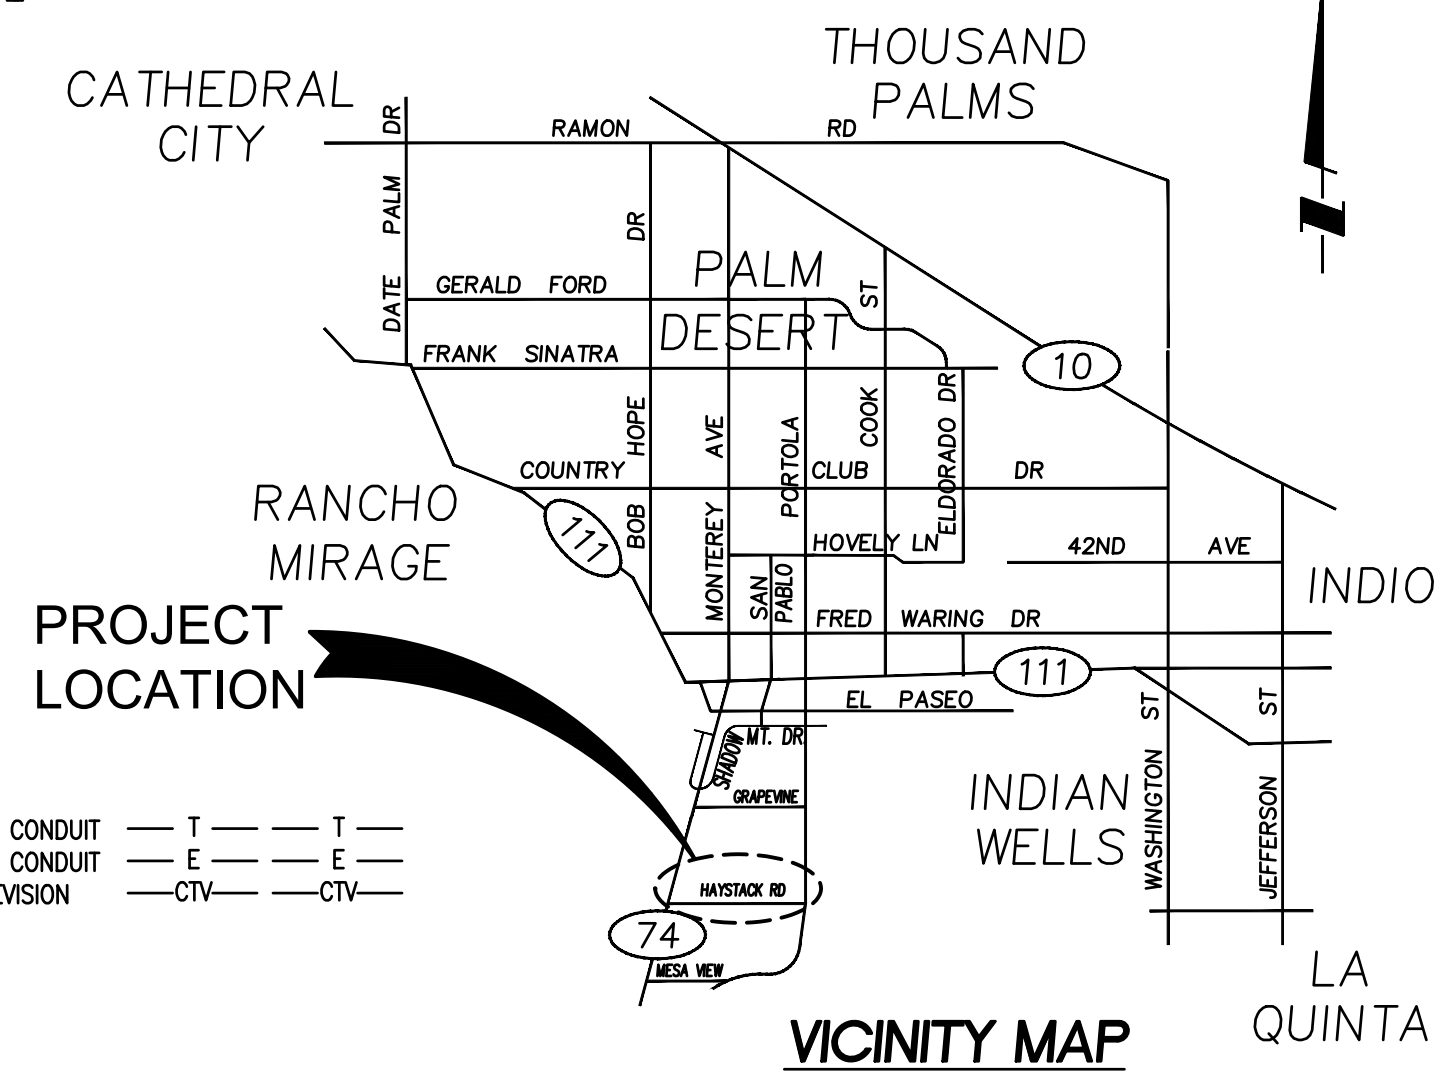 THOUSAND
PALMS
CATHEDRAL
CITY
RAMON RD
DATE PALM DR
BOB HOPE DR
PALM
DESERT
GERALD FORD
FRANK SINATRA
COOK ST
10
MONTEREY AVE
PORTOLA
ELDORADO DR
COUNTRY CLUB DR
RANCHO
MIRAGE
111
HOVELY LN
42ND AVE
SAN
PABLO
INDIO
FRED WARING DR
PROJECT
LOCATION
111
EL PASEO
SHADOW MT. DR
GRAPEVINE
WASHINGTON ST
JEFFERSON ST
INDIAN
WELLS
CONDUIT T T
CONDUIT E E
CTV CTV
HAYSTACK RD
74
MESA VIEW
LA
QUINTA
VICINITY MAP
N